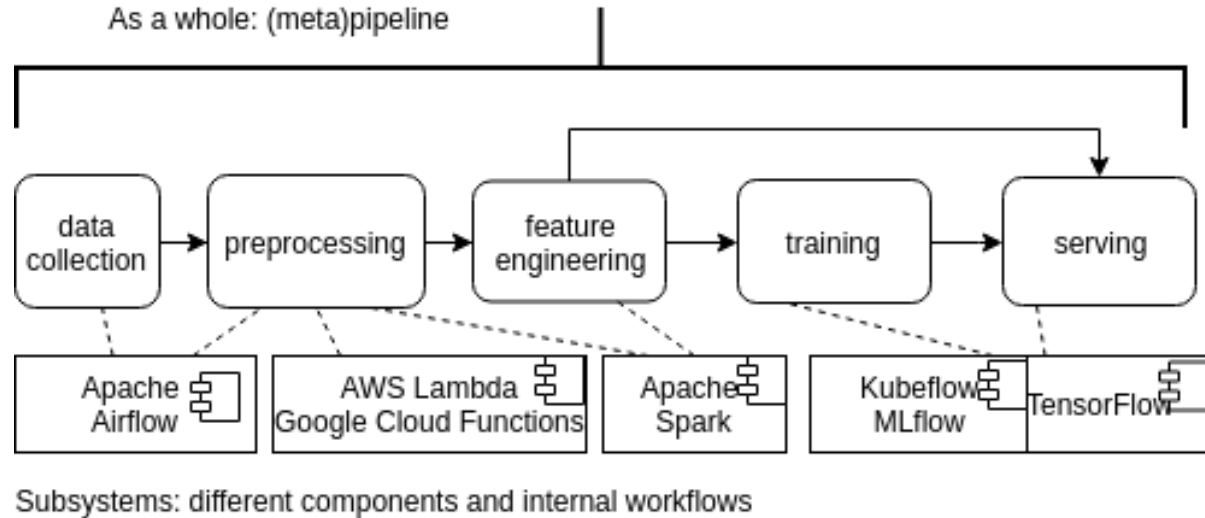 As a whole: (meta)pipeline
data
collection
preprocessing
feature
engineering
training
serving
Apache
Airflow
AWS Lambda
Google Cloud Functions
Apache
Spark
Kubeflow
MLflow
TensorFlow
Subsystems: different components and internal workflows